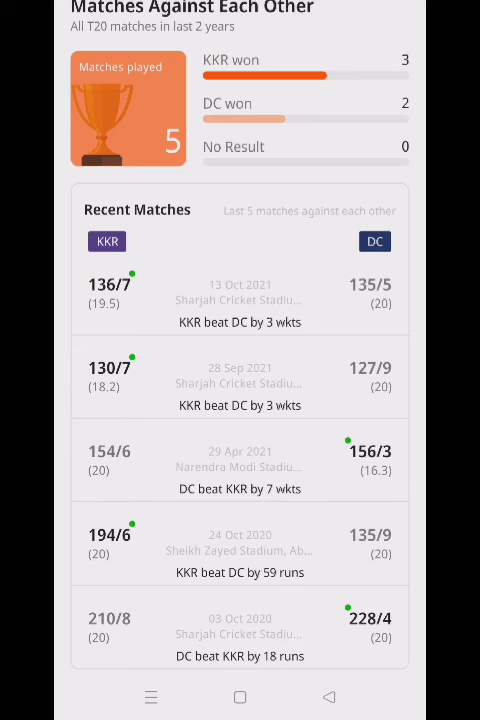 Matches Against Each Other
All T20 matches in last 2 years
Matches played
5
KKR won 3
DC won 2
No Result 0
Recent Matches Last 5 matches against each other
KKR DC
136/7 13 Oct 2021 135/5
(19.5) Sharjah Cricket Stadiu... (20)
KKR beat DC by 3 wkts
130/7 28 Sep 2021 127/9
(18.2) Sharjah Cricket Stadiu... (20)
KKR beat DC by 3 wkts
154/6 29 Apr 2021 156/3
(20) Narendra Modi Stadiu... (16.3)
DC beat KKR by 7 wkts
194/6 24 Oct 2020 135/9
(20) Sheikh Zayed Stadium, Ab... (20)
KKR beat DC by 59 runs
210/8 03 Oct 2020 228/4
(20) Sharjah Cricket Stadiu... (20)
DC beat KKR by 18 runs